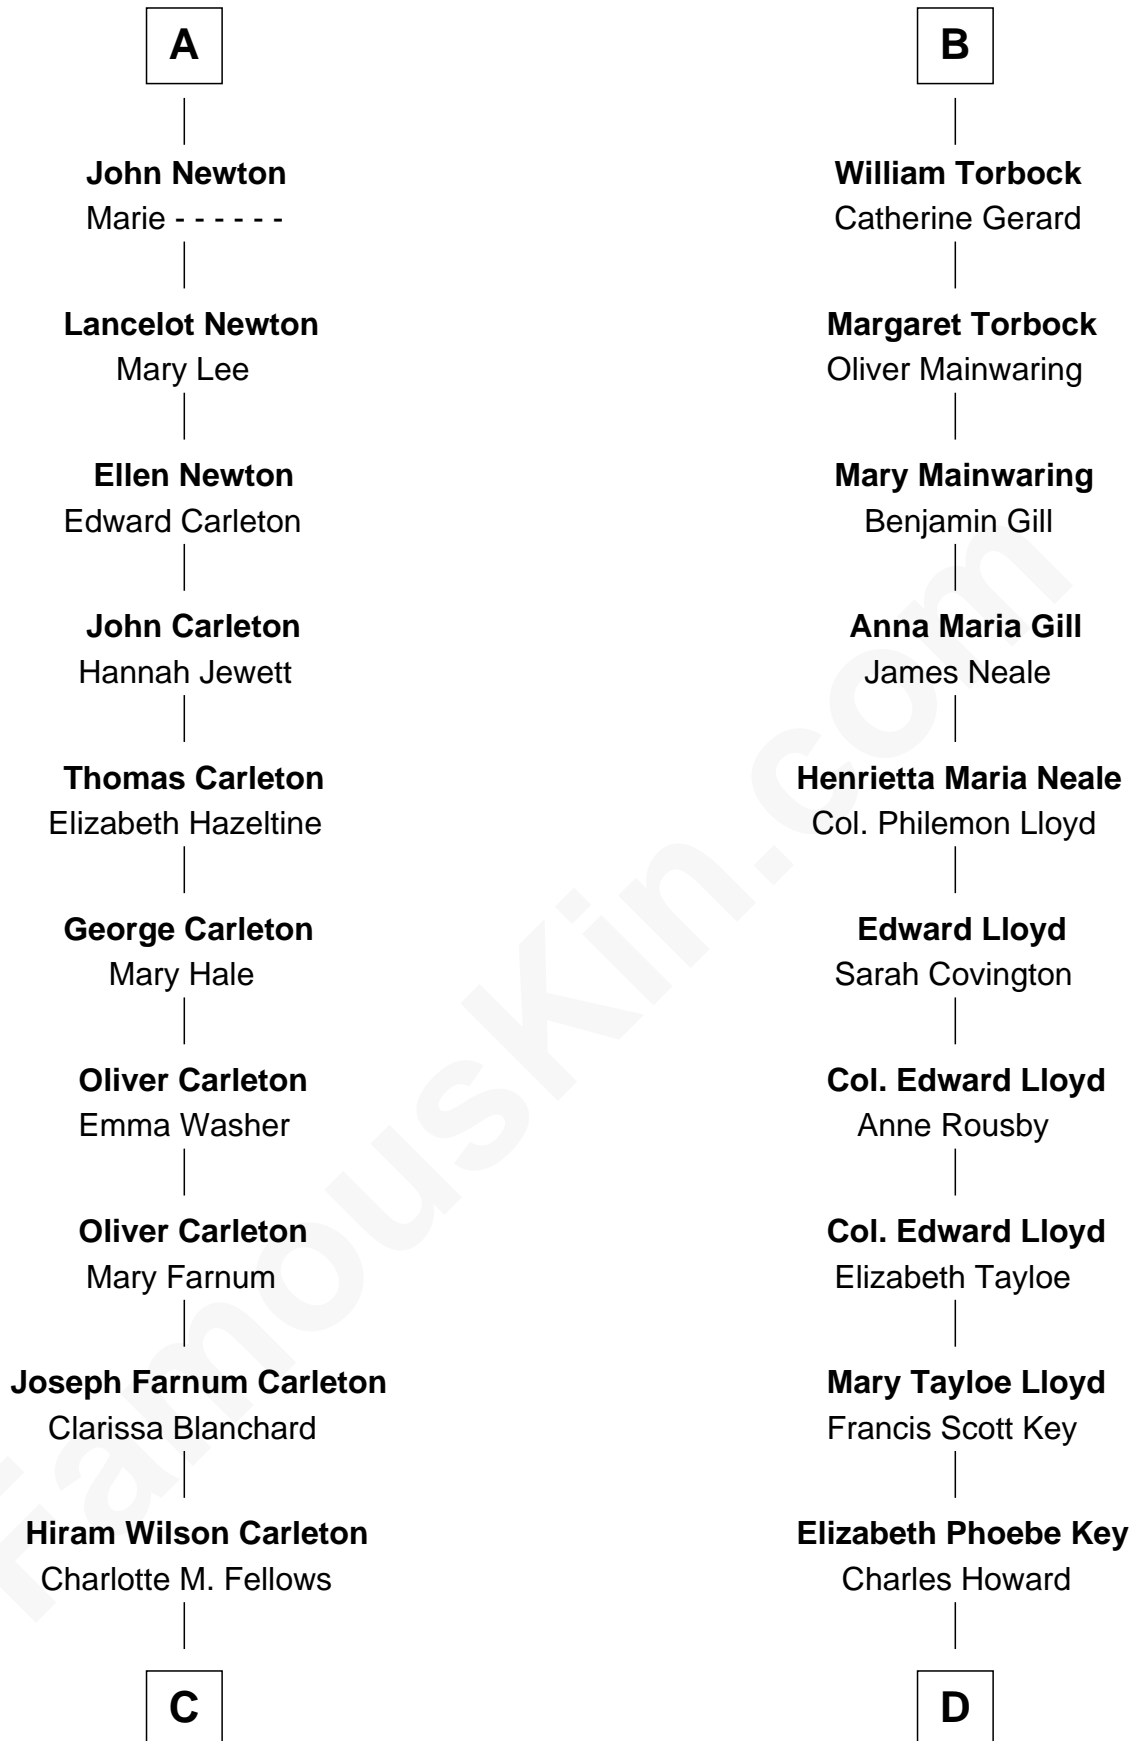 A
John Newton
Marie - - - - - -
Lancelot Newton
Mary Lee
Ellen Newton
Edward Carleton
John Carleton
Hannah Jewett
Thomas Carleton
Elizabeth Hazeltine
George Carleton
Mary Hale
Oliver Carleton
Emma Washer
Oliver Carleton
Mary Farnum
Joseph Farnum Carleton
Clarissa Blanchard
Hiram Wilson Carleton
Charlotte M. Fellows
C
B
William Torbock
Catherine Gerard
Margaret Torbock
Oliver Mainwaring
Mary Mainwaring
Benjamin Gill
Anna Maria Gill
James Neale
Henrietta Maria Neale
Col. Philemon Lloyd
Edward Lloyd
Sarah Covington
Col. Edward Lloyd
Anne Rousby
Col. Edward Lloyd
Elizabeth Tayloe
Mary Tayloe Lloyd
Francis Scott Key
Elizabeth Phoebe Key
Charles Howard
D
FamousKin.com